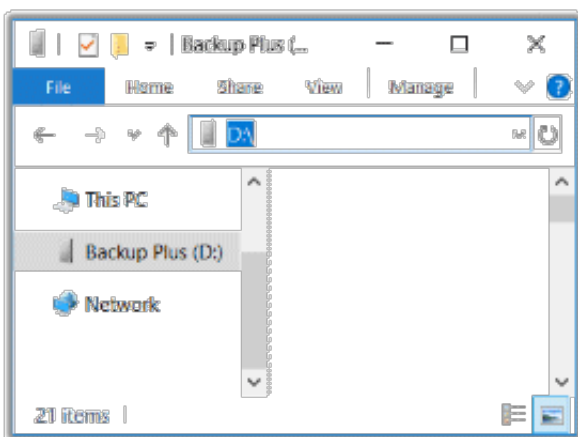 Backup Plus (...
File Home Share View Manage ?
D:\
This PC
Backup Plus (D:)
Network
21 items